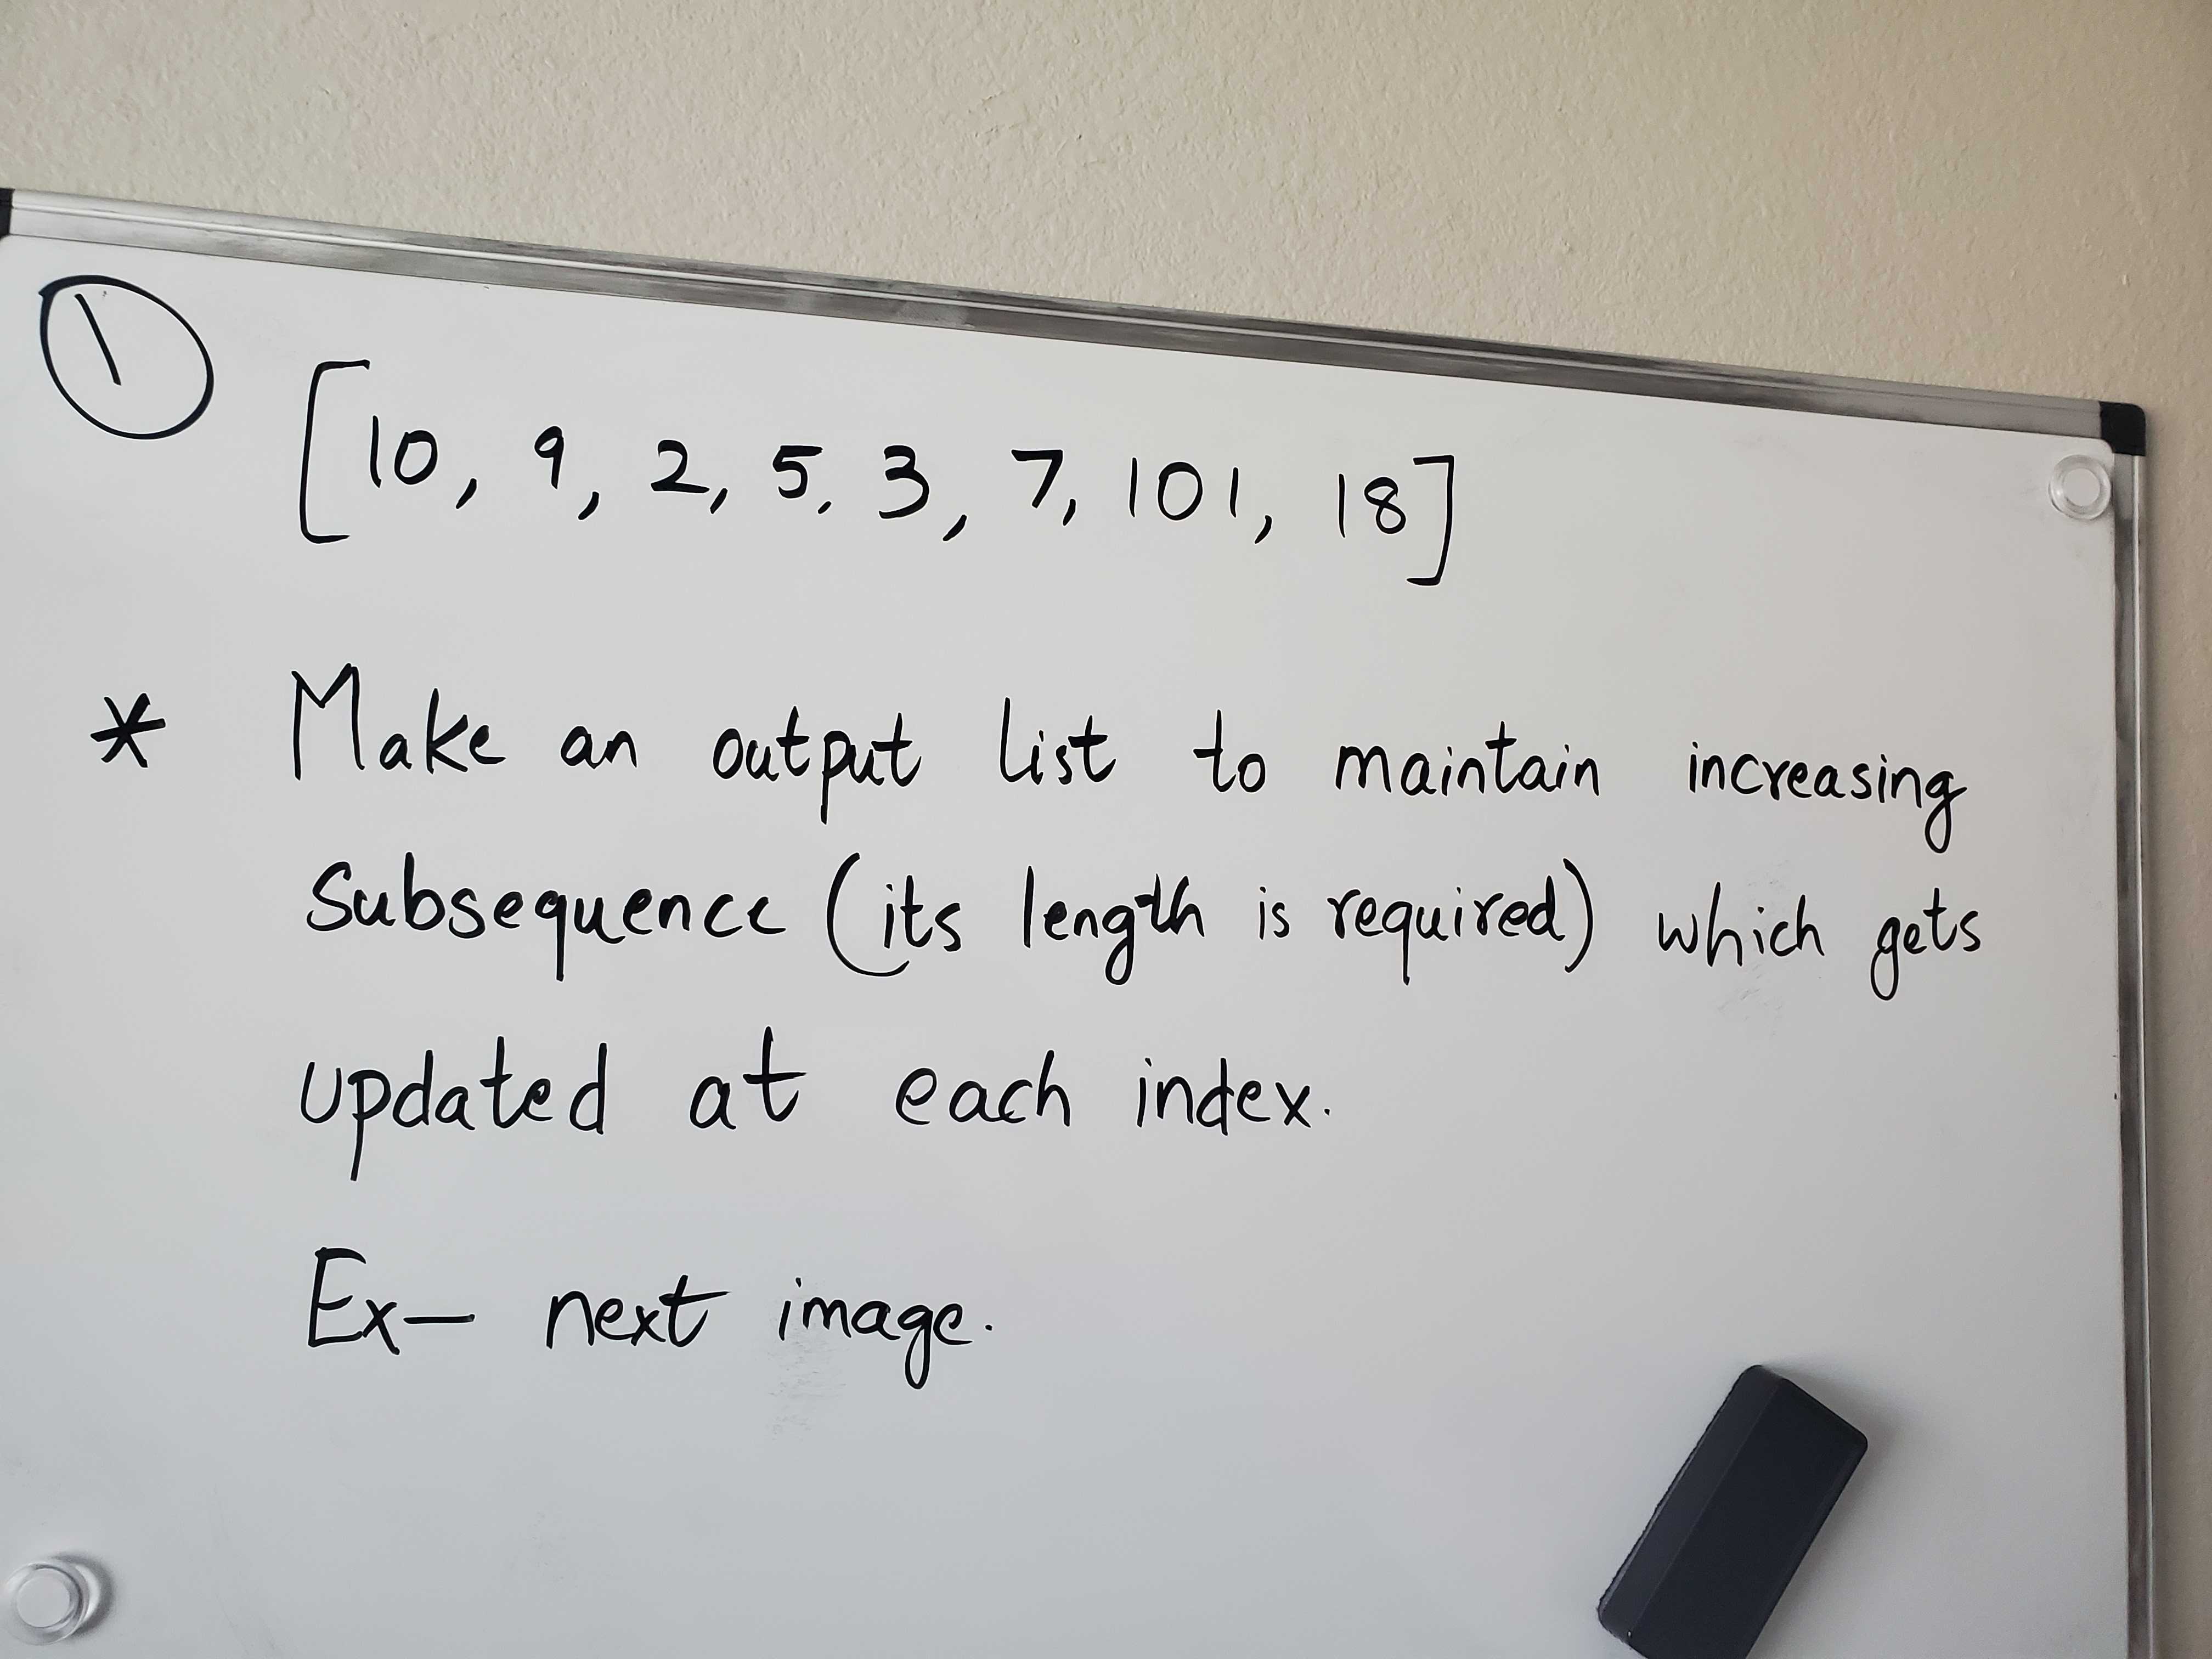 1
[10, 9, 2, 5, 3, 7, 101, 18]
* Make an output list to maintain increasing
subsequence (its length is required) which gets
updated at each index.
Ex— next image.